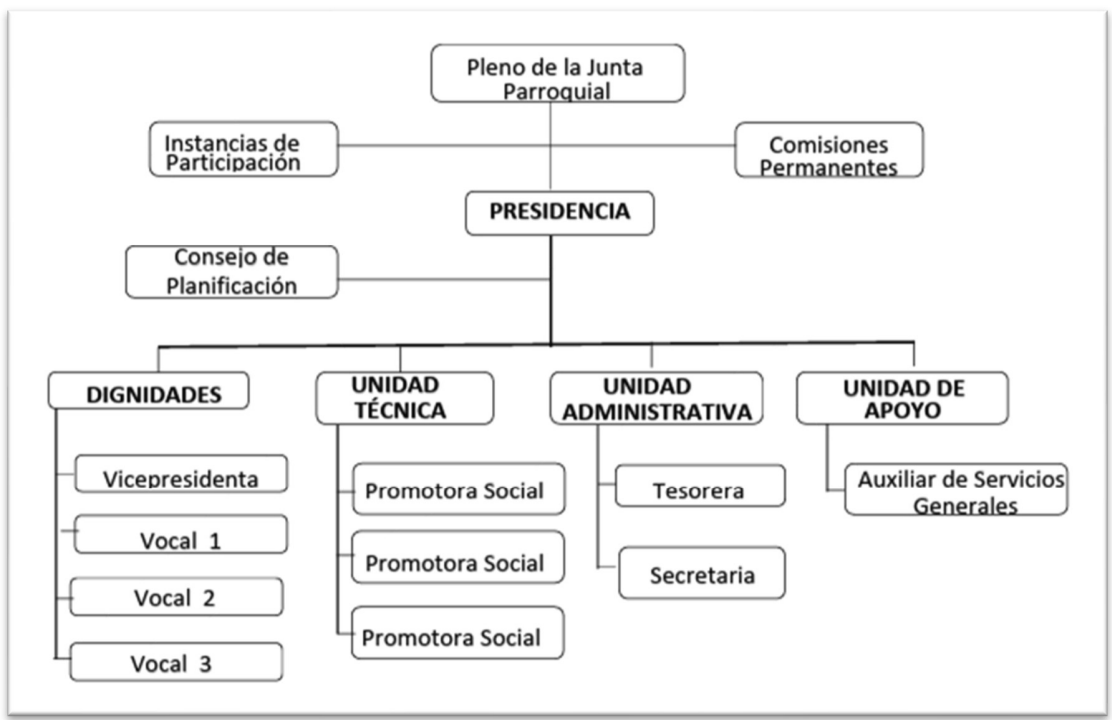 Pleno de la Junta
Parroquial
Instancias de
Participación
Comisiones
Permanentes
PRESIDENCIA
Consejo de
Planificación
DIGNIDADES
Vicepresidenta
Vocal 1
Vocal 2
Vocal 3
UNIDAD
TÉCNICA
Promotora Social
Promotora Social
Promotora Social
UNIDAD
ADMINISTRATIVA
Tesorera
Secretaria
UNIDAD DE
APOYO
Auxiliar de Servicios
Generales